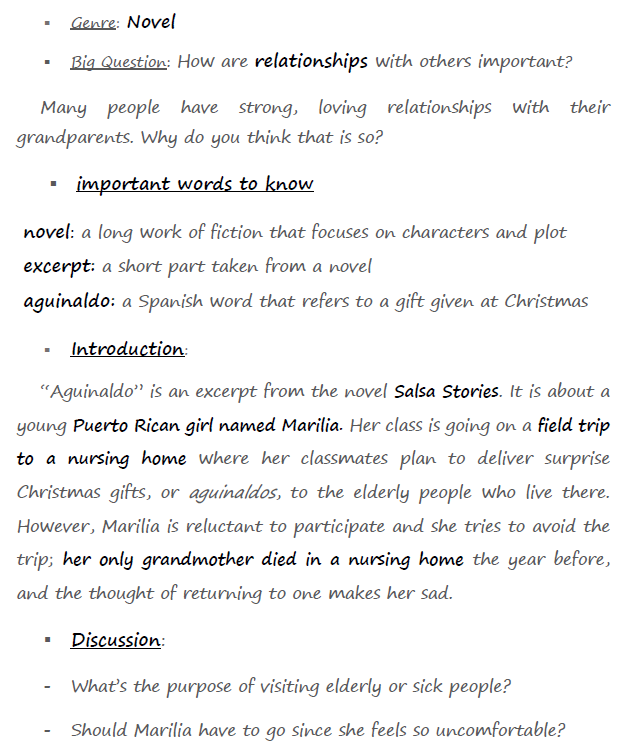 ▪ Genre: Novel
▪ Big Question: How are relationships with others important?
Many people have strong, loving relationships with their
grandparents. Why do you think that is so?
▪ important words to know
novel: a long work of fiction that focuses on characters and plot
excerpt: a short part taken from a novel
aguinaldo: a Spanish word that refers to a gift given at Christmas
▪ Introduction:
“Aguinaldo” is an excerpt from the novel Salsa Stories. It is about a
young Puerto Rican girl named Marilia. Her class is going on a field trip
to a nursing home where her classmates plan to deliver surprise
Christmas gifts, or aguinaldos, to the elderly people who live there.
However, Marilia is reluctant to participate and she tries to avoid the
trip; her only grandmother died in a nursing home the year before,
and the thought of returning to one makes her sad.
▪ Discussion:
- What’s the purpose of visiting elderly or sick people?
- Should Marilia have to go since she feels so uncomfortable?